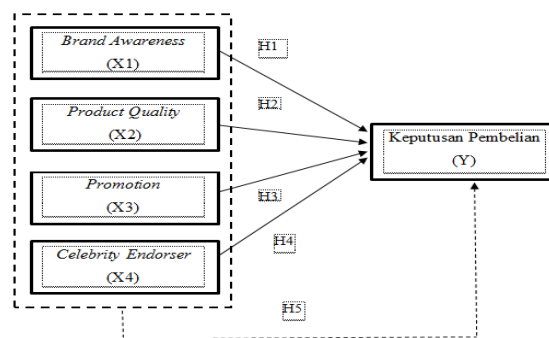 Brand Awareness
(X1)
H1
Product Quality
(X2)
H2
Keputusan Pembelian
(Y)
Promotion
(X3)
H3
Celebrity Endorser
(X4)
H4
H5